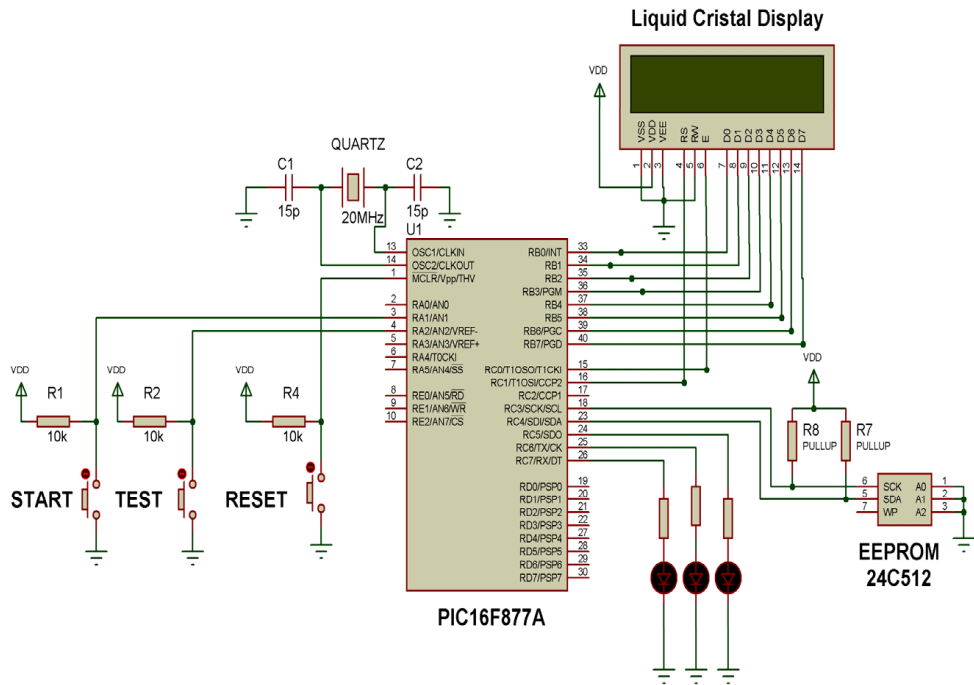 Liquid Cristal Display
VDD
VSS
VDD
VEE
RS
RW
E
D0
D1
D2
D3
D4
D5
D6
D7
1
2
3
4
5
6
7
8
9
10
11
12
13
14
QUARTZ
C1
C2
15p
20MHz
15p
U1
13 OSC1/CLKIN
14 OSC2/CLKOUT
1 MCLR/Vpp/THV
2 RA0/AN0
3 RA1/AN1
4 RA2/AN2/VREF-
5 RA3/AN3/VREF+
6 RA4/T0CKI
7 RA5/AN4/SS
8 RE0/AN5/RD
9 RE1/AN6/WR
10 RE2/AN7/CS
RB0/INT 33
RB1 34
RB2 35
RB3/PGM 36
RB4 37
RB5 38
RB6/PGC 39
RB7/PGD 40
RC0/T1OSO/T1CKI 15
RC1/T1OSI/CCP2 16
RC2/CCP1 17
RC3/SCK/SCL 18
RC4/SDI/SDA 23
RC5/SDO 24
RC6/TX/CK 25
RC7/RX/DT 26
RD0/PSP0 19
RD1/PSP1 20
RD2/PSP2 21
RD3/PSP3 22
RD4/PSP4 27
RD5/PSP5 28
RD6/PSP6 29
RD7/PSP7 30
PIC16F877A
VDD
R1
10k
START
VDD
R2
10k
TEST
VDD
R4
10k
RESET
VDD
R8
PULLUP
R7
PULLUP
6 SCK A0 1
5 SDA A1 2
7 WP A2 3
EEPROM
24C512